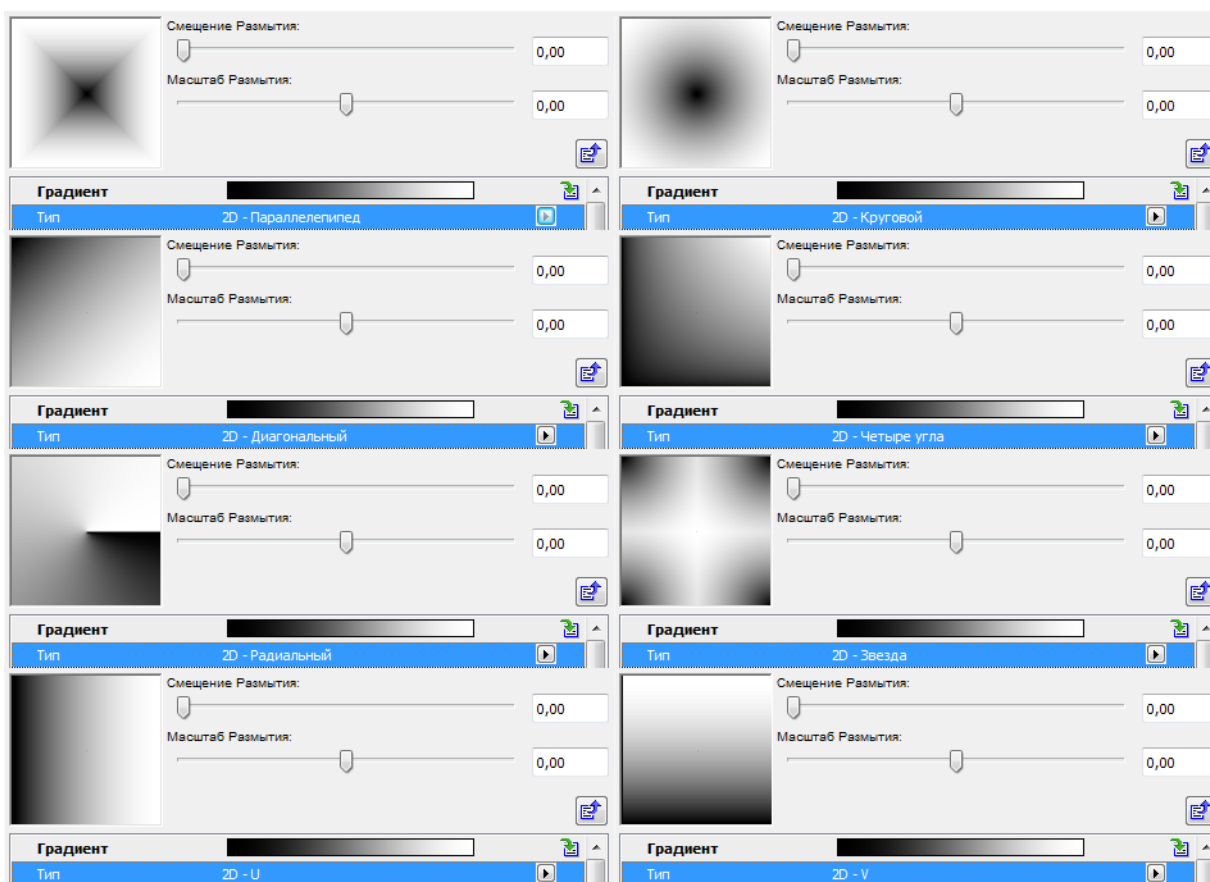 Смещение Размытия:
0,00
Масштаб Размытия:
0,00
Градиент
Тип 2D - Параллелепипед
Смещение Размытия:
0,00
Масштаб Размытия:
0,00
Градиент
Тип 2D - Круговой
Смещение Размытия:
0,00
Масштаб Размытия:
0,00
Градиент
Тип 2D - Диагональный
Смещение Размытия:
0,00
Масштаб Размытия:
0,00
Градиент
Тип 2D - Четыре угла
Смещение Размытия:
0,00
Масштаб Размытия:
0,00
Градиент
Тип 2D - Радиальный
Смещение Размытия:
0,00
Масштаб Размытия:
0,00
Градиент
Тип 2D - Звезда
Смещение Размытия:
0,00
Масштаб Размытия:
0,00
Градиент
Тип 2D - U
Смещение Размытия:
0,00
Масштаб Размытия:
0,00
Градиент
Тип 2D - V